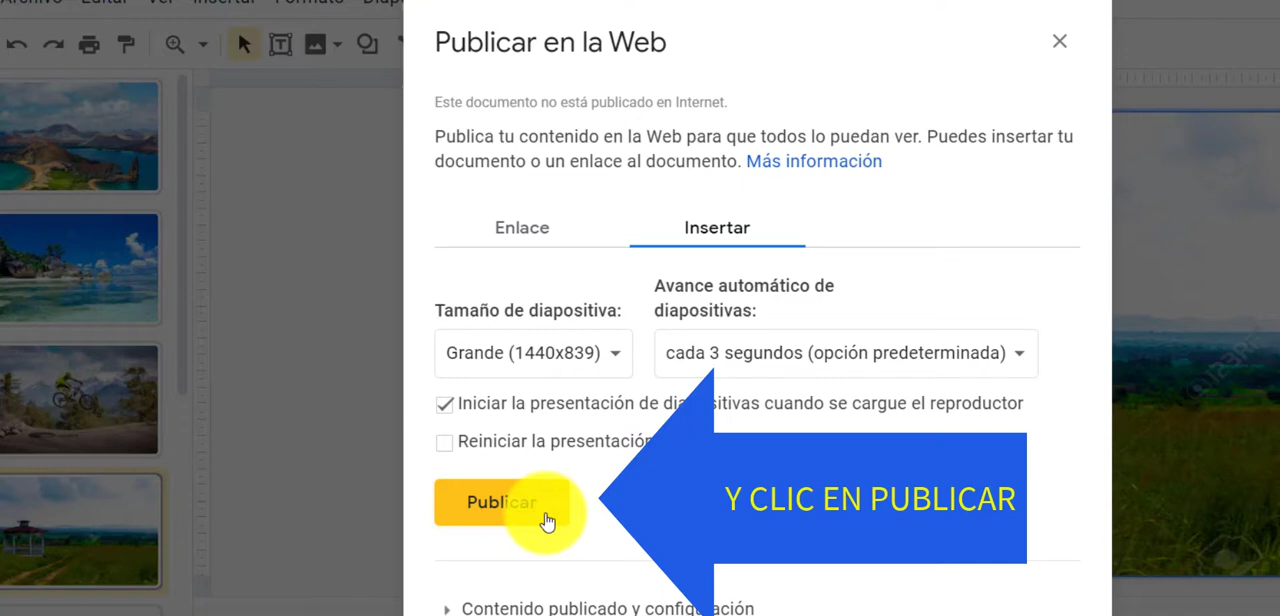 Publicar en la Web
Este documento no está publicado en Internet.
Publica tu contenido en la Web para que todos lo puedan ver. Puedes insertar tu
documento o un enlace al documento. Más información
Enlace
Insertar
Avance automático de
Tamaño de diapositiva:
diapositivas:
Grande (1440x839)
cada 3 segundos (opción predeterminada)
Iniciar la presentación de diapositivas cuando se cargue el reproductor
Reiniciar la presentación
Publicar
Y CLIC EN PUBLICAR
Contenido publicado y configuración